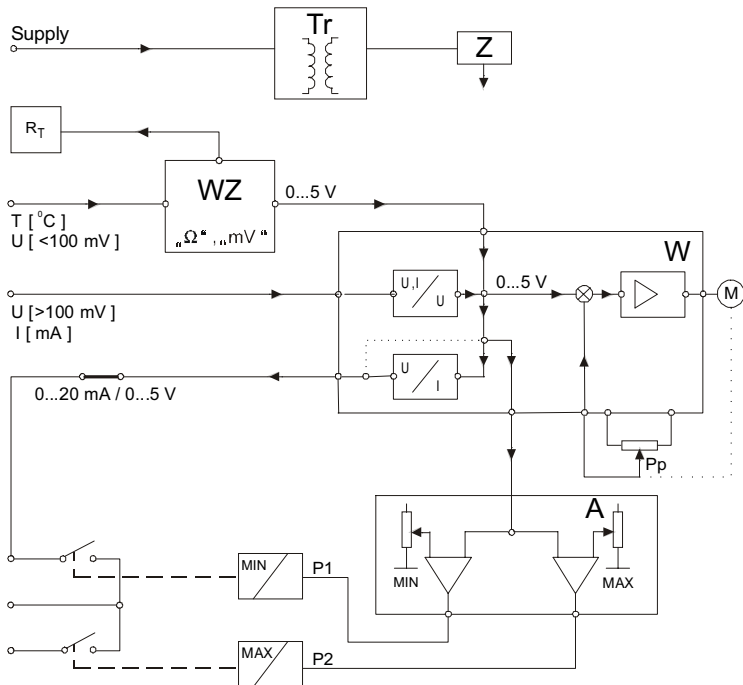 Supply
Tr
Z
R_T
WZ
0...5 V
T [ °C ]
U [ <100 mV ]
„Ω“ , „mV“
W
U,I / U
0...5 V
M
U [>100 mV ]
I [ mA ]
U / I
0...20 mA / 0...5 V
Pp
A
MIN
MAX
MIN
P1
MAX
P2